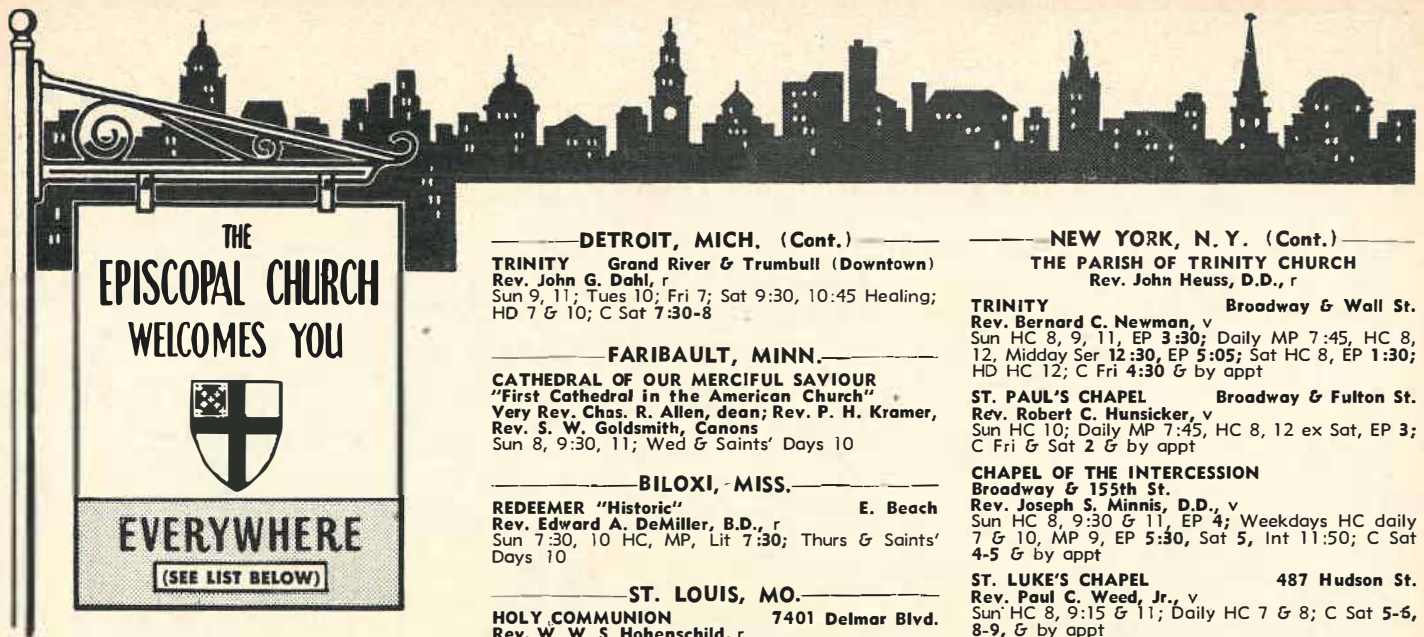 THE
EPISCOPAL CHURCH
WELCOMES YOU
EVERYWHERE
(SEE LIST BELOW)
DETROIT, MICH. (Cont.)
TRINITY Grand River & Trumbull (Downtown)
Rev. John G. Dahl, r
Sun 9, 11; Tues 10; Fri 7; Sat 9:30, 10:45 Healing;
HD 7 & 10; C Sat 7:30-8
FARIBAULT, MINN.
CATHEDRAL OF OUR MERCIFUL SAVIOUR
"First Cathedral in the American Church"
Very Rev. Chas. R. Allen, dean; Rev. P. H. Kramer,
Rev. S. W. Goldsmith, Canons
Sun 8, 9:30, 11; Wed & Saints' Days 10
BILOXI, MISS.
REDEEMER "Historic" E. Beach
Rev. Edward A. DeMiller, B.D., r
Sun 7:30, 10 HC, MP, Lit 7:30; Thurs & Saints'
Days 10
ST. LOUIS, MO.
HOLY COMMUNION 7401 Delmar Blvd.
Rev. W. W. S. Hohenschild, r
NEW YORK, N. Y. (Cont.)
THE PARISH OF TRINITY CHURCH
Rev. John Heuss, D.D., r
TRINITY Broadway & Wall St.
Rev. Bernard C. Newman, v
Sun HC 8, 9, 11, EP 3:30; Daily MP 7:45, HC 8,
12, Midday Ser 12:30, EP 5:05; Sat HC 8, EP 1:30;
HD HC 12; C Fri 4:30 & by appt
ST. PAUL'S CHAPEL Broadway & Fulton St.
Rev. Robert C. Hunsicker, v
Sun HC 10; Daily MP 7:45, HC 8, 12 ex Sat, EP 3;
C Fri & Sat 2 & by appt
CHAPEL OF THE INTERCESSION
Broadway & 155th St.
Rev. Joseph S. Minnis, D.D., v
Sun HC 8, 9:30 & 11, EP 4; Weekdays HC daily
7 & 10, MP 9, EP 5:30, Sat 5, Int 11:50; C Sat
4-5 & by appt
ST. LUKE'S CHAPEL 487 Hudson St.
Rev. Paul C. Weed, Jr., v
Sun HC 8, 9:15 & 11; Daily HC 7 & 8; C Sat 5-6,
8-9, & by appt